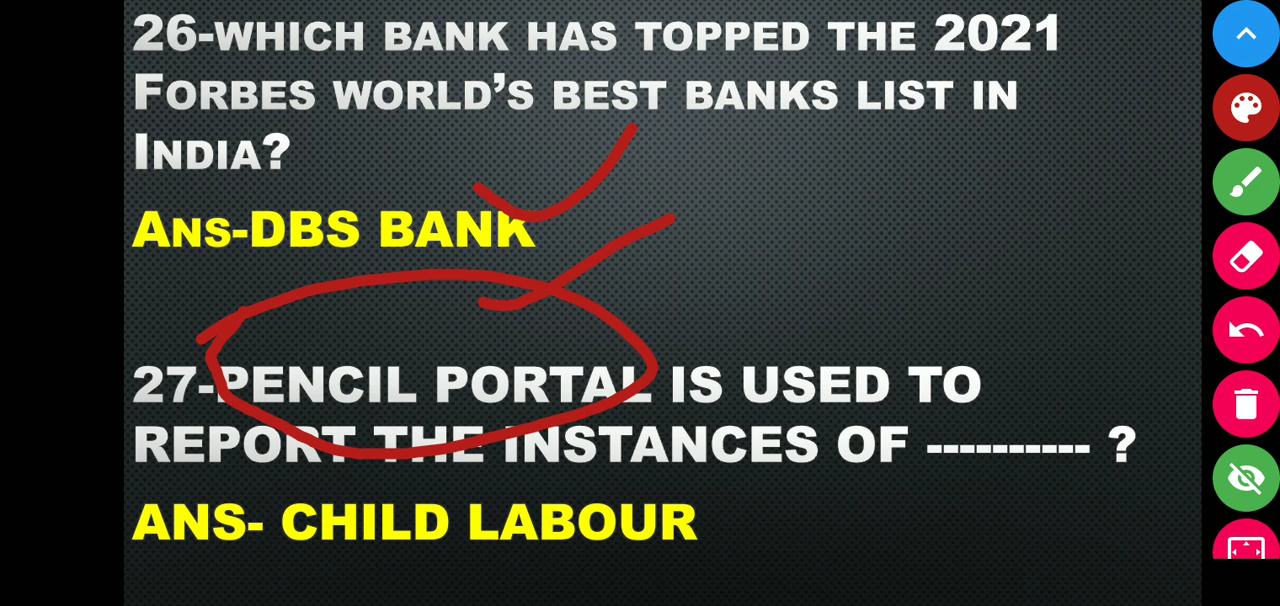 26-WHICH BANK HAS TOPPED THE 2021
FORBES WORLD'S BEST BANKS LIST IN
INDIA?
ANS-DBS BANK
27-PENCIL PORTAL IS USED TO
REPORT THE INSTANCES OF ---------- ?
ANS- CHILD LABOUR